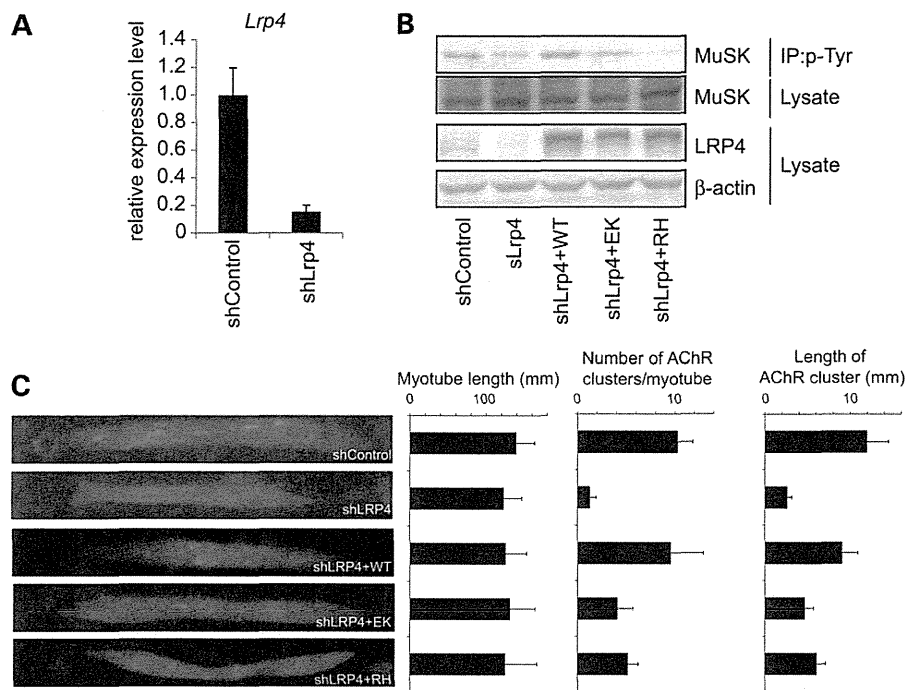 A
Lrp4
relative expression level
1.4
1.2
1.0
0.8
0.6
0.4
0.2
0
shControl
shLrp4
B
MuSK
IP:p-Tyr
MuSK
Lysate
LRP4
β-actin
Lysate
shControl
sLrp4
shLrp4+WT
shLrp4+EK
shLrp4+RH
C
shControl
shLRP4
shLRP4+WT
shLRP4+EK
shLRP4+RH
Myotube length (mm)
0
100
Number of AChR
clusters/myotube
0
10
Length of
AChR cluster (mm)
0
10